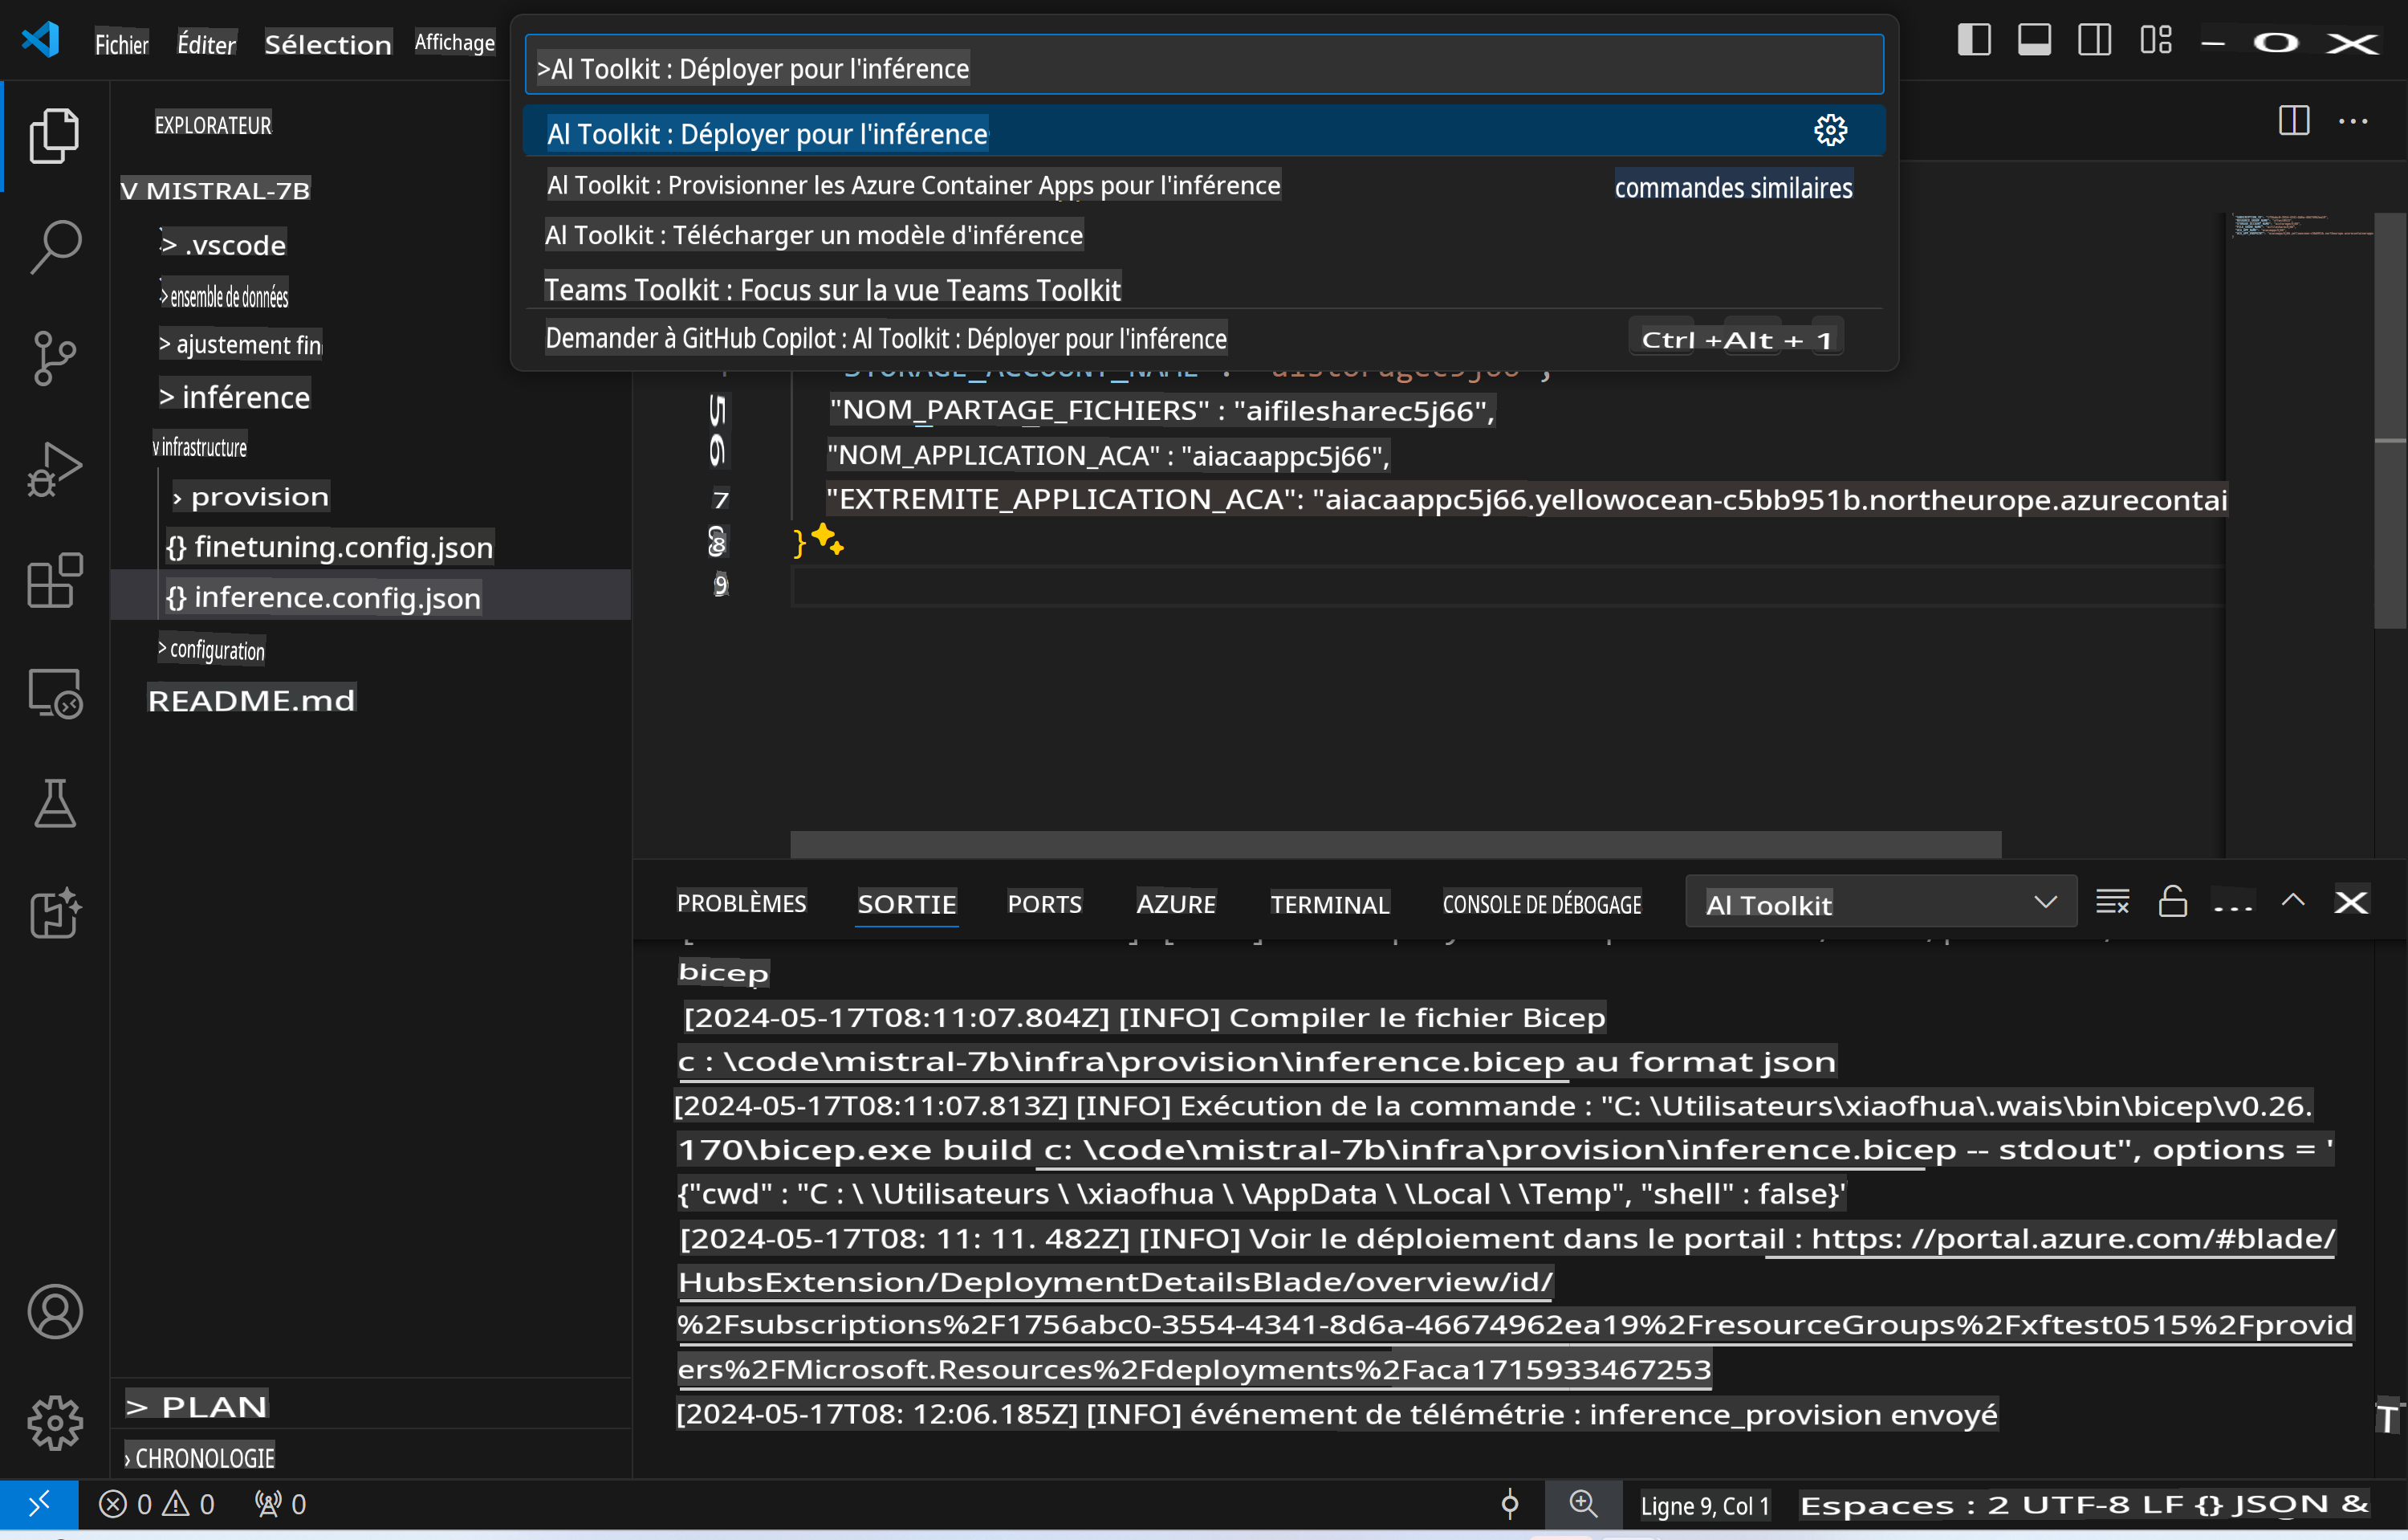 Fichier Éditer Sélection Affichage
>Al Toolkit : Déployer pour l'inférence
Al Toolkit : Déployer pour l'inférence
Al Toolkit : Provisionner les Azure Container Apps pour l'inférence
commandes similaires
Al Toolkit : Télécharger un modèle d'inférence
Teams Toolkit : Focus sur la vue Teams Toolkit
Demander à GitHub Copilot : Al Toolkit : Déployer pour l'inférence
Ctrl +Alt + 1
EXPLORATEUR
V MISTRAL-7B
> .vscode
> ensemble de données
> ajustement fin
> inférence
v infrastructure
› provision
{} finetuning.config.json
{} inference.config.json
> configuration
README.md
> PLAN
› CHRONOLOGIE
5 "NOM_PARTAGE_FICHIERS" : "aifilesharec5j66",
6 "NOM_APPLICATION_ACA" : "aiacaappc5j66",
7 "EXTREMITE_APPLICATION_ACA": "aiacaappc5j66.yellowocean-c5bb951b.northeurope.azurecontai
8 }
9
PROBLÈMES SORTIE PORTS AZURE TERMINAL CONSOLE DE DÉBOGAGE
Al Toolkit
bicep
[2024-05-17T08:11:07.804Z] [INFO] Compiler le fichier Bicep
c : \code\mistral-7b\infra\provision\inference.bicep au format json
[2024-05-17T08:11:07.813Z] [INFO] Exécution de la commande : "C: \Utilisateurs\xiaofhua\.wais\bin\bicep\v0.26.
170\bicep.exe build c: \code\mistral-7b\infra\provision\inference.bicep -- stdout", options = '
{"cwd" : "C : \ \Utilisateurs \ \xiaofhua \ \AppData \ \Local \ \Temp", "shell" : false}'
[2024-05-17T08: 11: 11. 482Z] [INFO] Voir le déploiement dans le portail : https: //portal.azure.com/#blade/
HubsExtension/DeploymentDetailsBlade/overview/id/
%2Fsubscriptions%2F1756abc0-3554-4341-8d6a-46674962ea19%2FresourceGroups%2Fxftest0515%2Fprovid
ers%2FMicrosoft.Resources%2Fdeployments%2Faca1715933467253
[2024-05-17T08: 12:06.185Z] [INFO] événement de télémétrie : inference_provision envoyé
T
0 0 0
Ligne 9, Col 1 Espaces : 2 UTF-8 LF {} JSON &